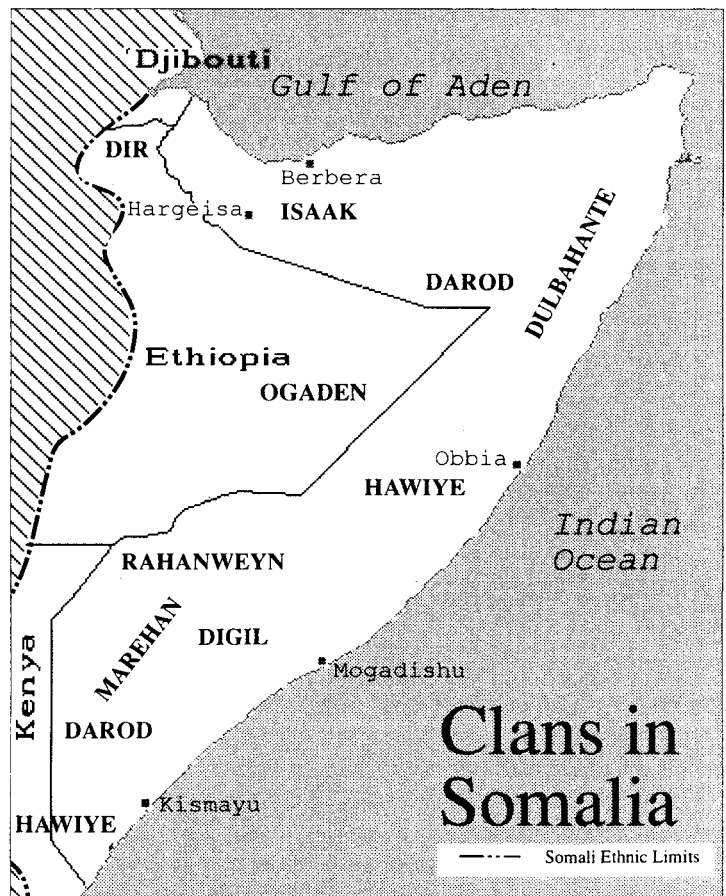 Djibouti
Gulf of Aden
DIR
Berbera
Hargeisa
ISAAK
DAROD
DULBAHANTE
Ethiopia
OGADEN
Obbia
HAWIYE
Indian
Ocean
RAHANWEYN
MAREHAN
DIGIL
Mogadishu
Kenya
DAROD
Clans in
Somalia
Kismayu
HAWIYE
Somali Ethnic Limits